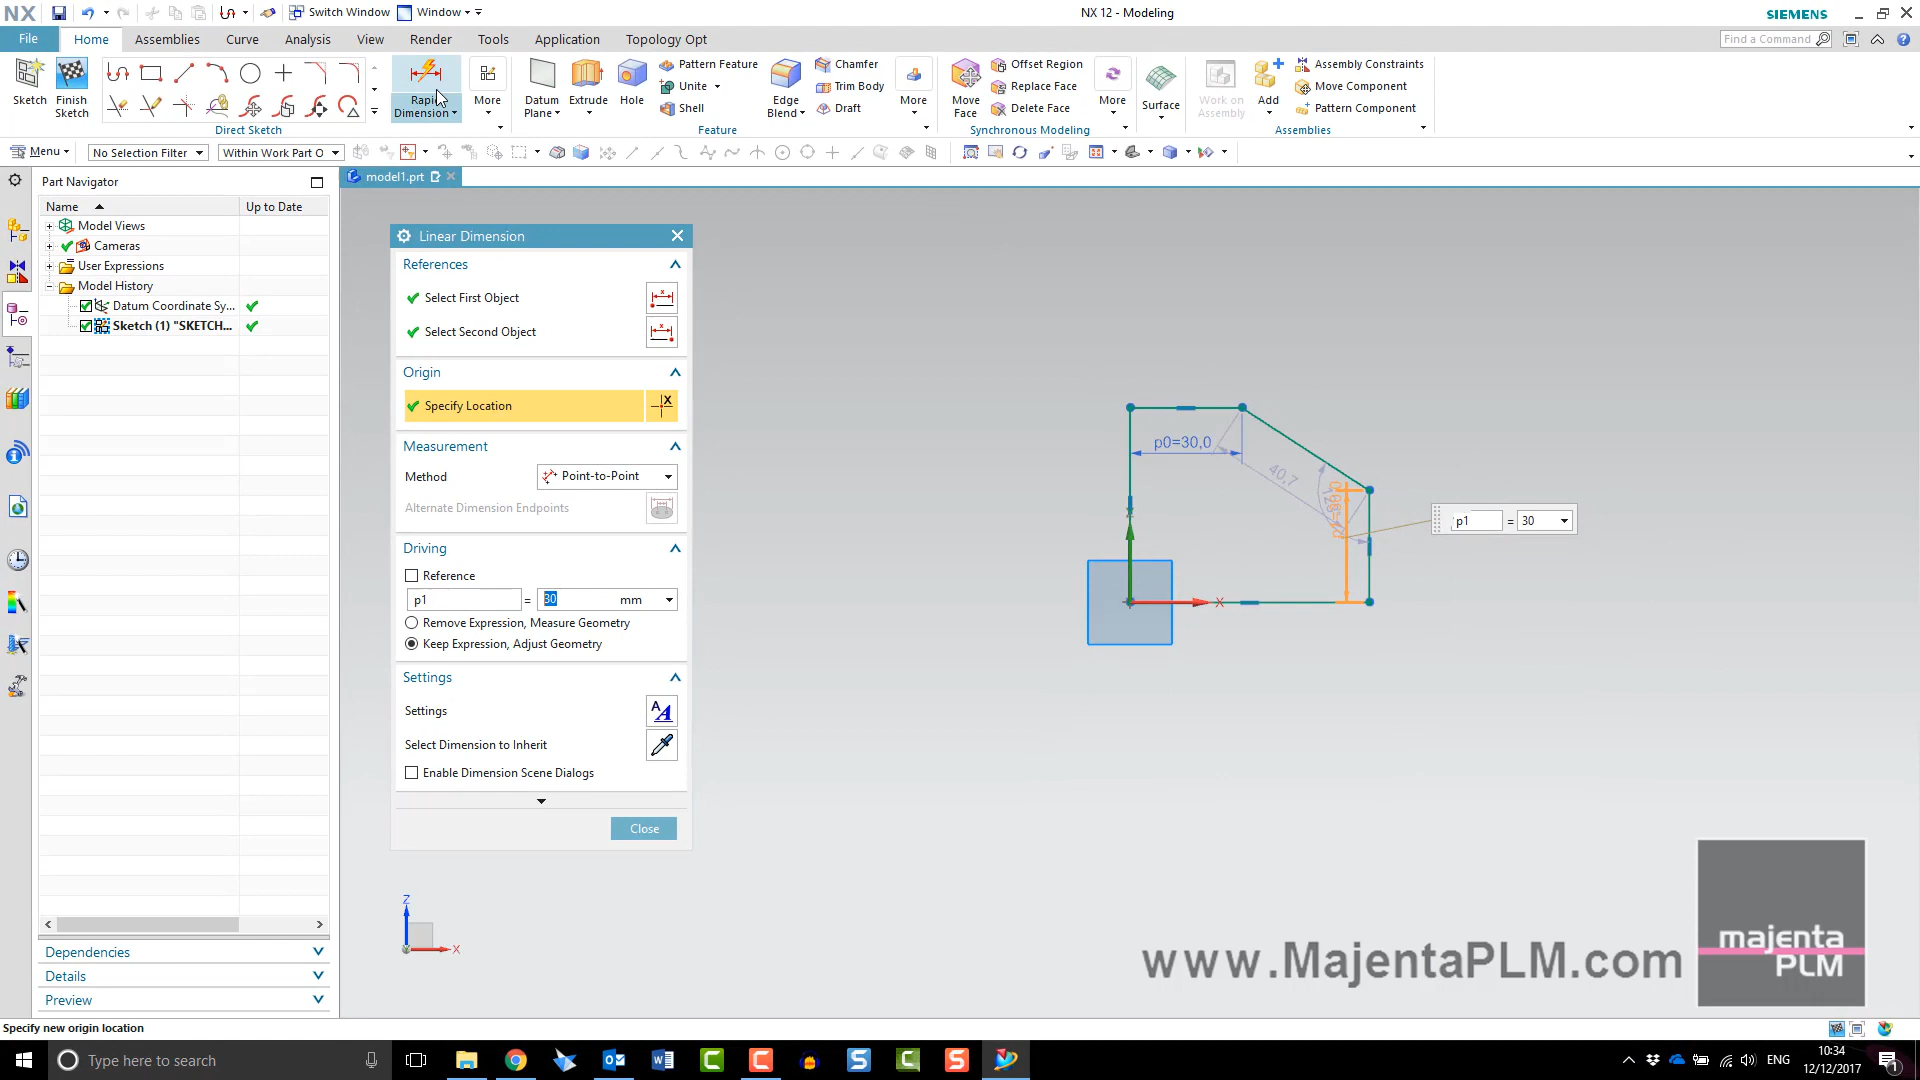 NX
Switch Window
Window
NX 12 - Modeling
SIEMENS
File
Home
Assemblies
Curve
Analysis
View
Render
Tools
Application
Topology Opt
Find a Command
Sketch
Finish Sketch
Rapid Dimension
More
Datum Plane
Extrude
Hole
Pattern Feature
Unite
Shell
Edge Blend
Chamfer
Trim Body
Draft
More
Move Face
Offset Region
Replace Face
Delete Face
More
Surface
Work on Assembly
Add
Assembly Constraints
Move Component
Pattern Component
Direct Sketch
Feature
Synchronous Modeling
Assemblies
Menu
No Selection Filter
Within Work Part O
Part Navigator
model1.prt
Name
Up to Date
Model Views
Cameras
User Expressions
Model History
Datum Coordinate Sy...
Sketch (1) "SKETCH...
Dependencies
Details
Preview
Linear Dimension
References
Select First Object
Select Second Object
Origin
Specify Location
Measurement
Method
Point-to-Point
Alternate Dimension Endpoints
Driving
Reference
p1 = 30 mm
Remove Expression, Measure Geometry
Keep Expression, Adjust Geometry
Settings
Settings
Select Dimension to Inherit
Enable Dimension Scene Dialogs
Close
p0=30,0
40,7
p1 = 30
X
Z
X
www.MajentaPLM.com
majenta
PLM
Specify new origin location
Type here to search
ENG
10:34
12/12/2017